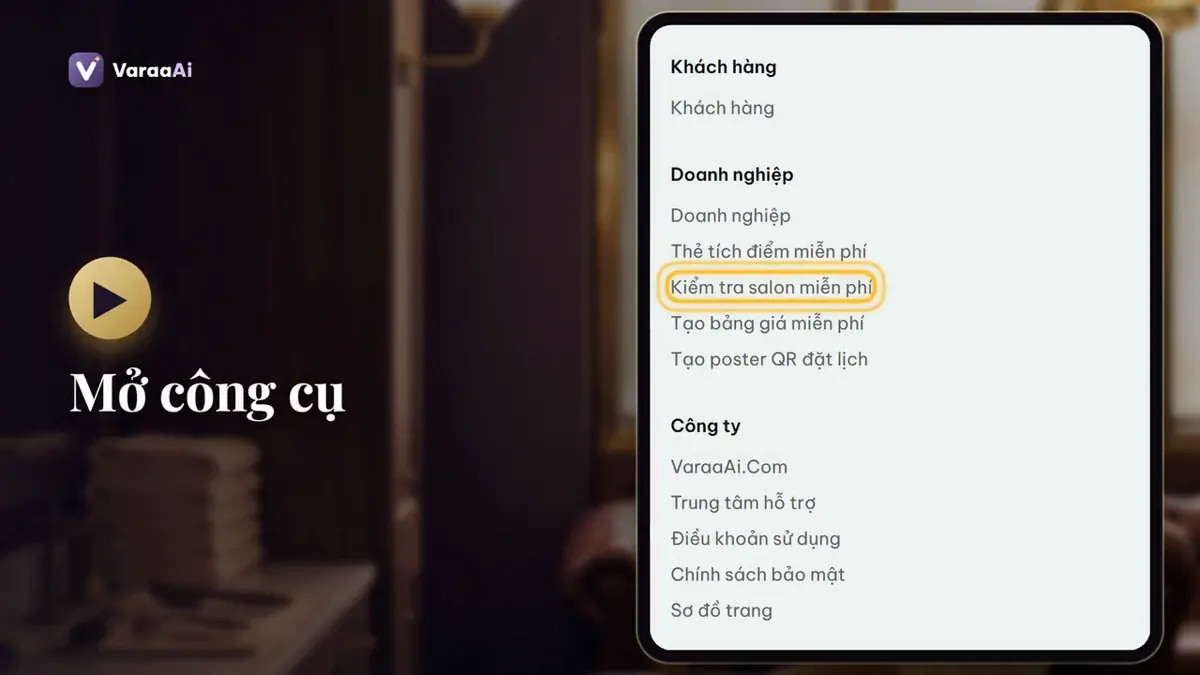 VaraaAi
Mở công cụ
Khách hàng
Khách hàng
Doanh nghiệp
Doanh nghiệp
Thẻ tích điểm miễn phí
Kiểm tra salon miễn phí
Tạo bảng giá miễn phí
Tạo poster QR đặt lịch
Công ty
VaraaAi.Com
Trung tâm hỗ trợ
Điều khoản sử dụng
Chính sách bảo mật
Sơ đồ trang